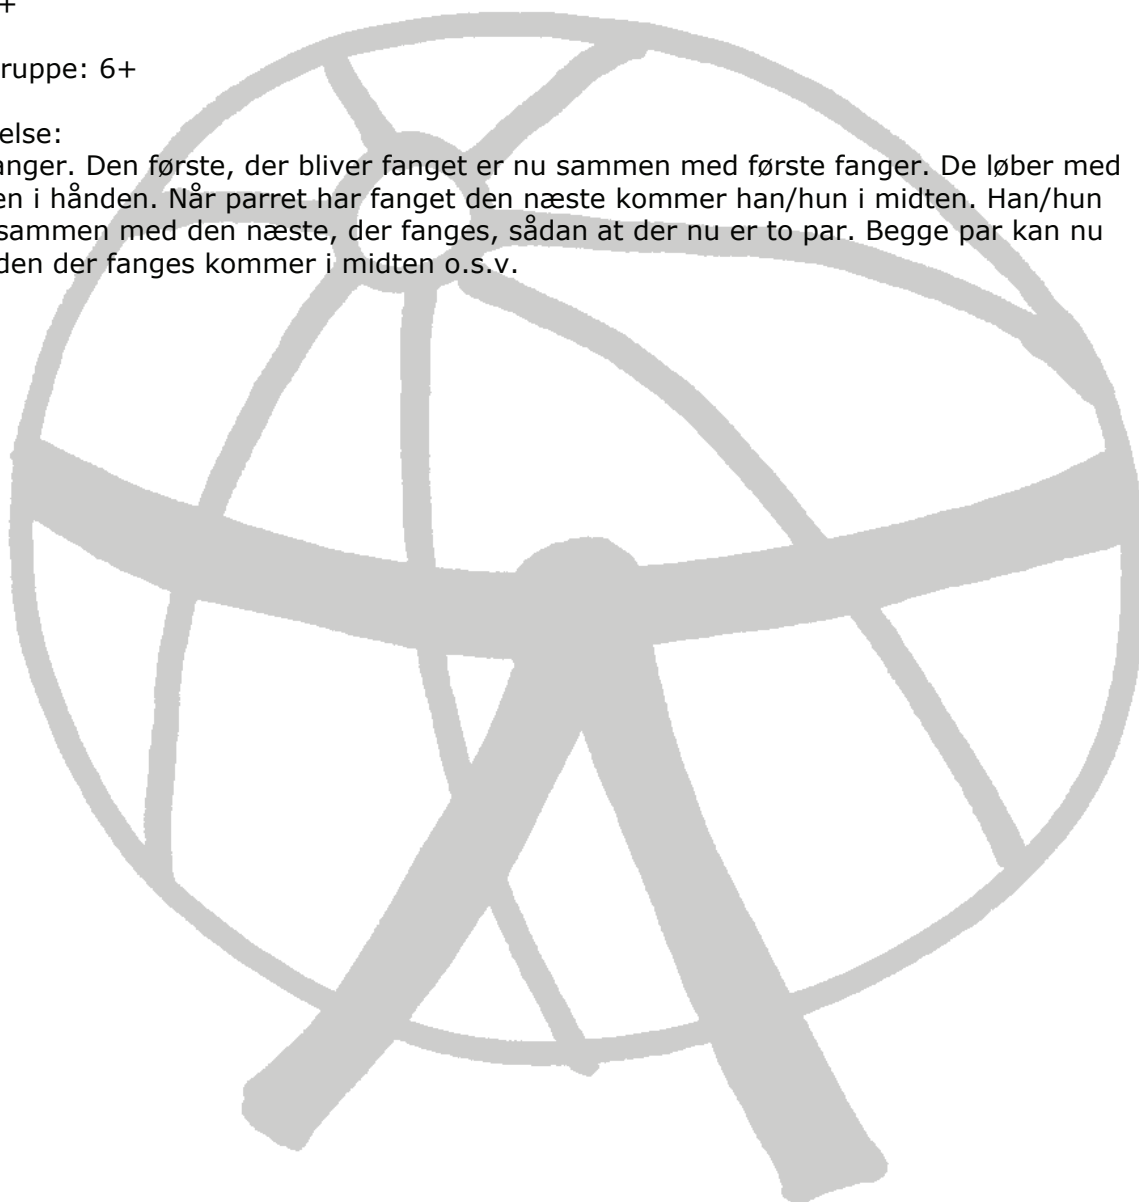 +
ruppe: 6+
else:
anger. Den første, der bliver fanget er nu sammen med første fanger. De løber med
en i hånden. Når parret har fanget den næste kommer han/hun i midten. Han/hun
sammen med den næste, der fanges, sådan at der nu er to par. Begge par kan nu
den der fanges kommer i midten o.s.v.